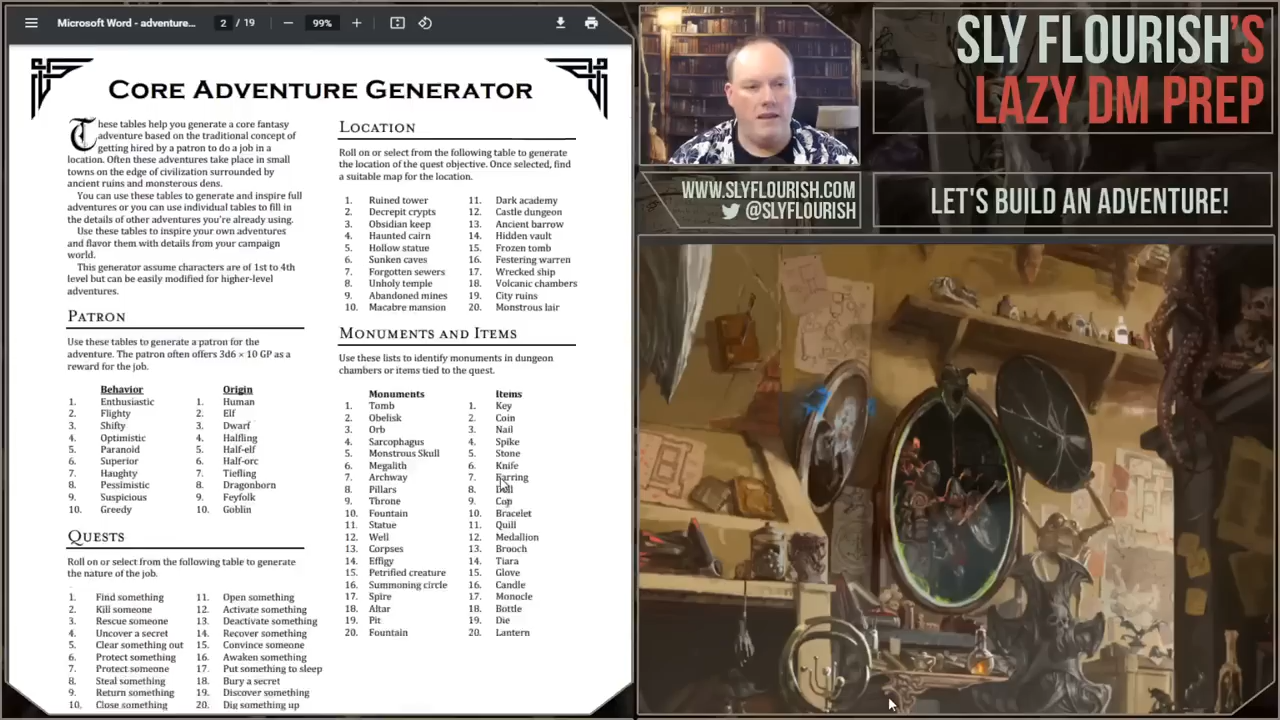 Microsoft Word - adventure...
2 / 19
99%
Core Adventure Generator
These tables help you generate a core fantasy
adventure based on the traditional concept of
getting hired by a patron to do a job in a
location. Often these adventures take place in small
towns on the edge of civilization surrounded by
ancient ruins and monsterous dens.
You can use these tables to generate and inspire full
adventures or you can use individual tables to fill in
the details of other adventures you're already using.
Use these tables to inspire your own adventures
and flavor them with details from your campaign
world.
This generator assume characters are of 1st to 4th
level but can be easily modified for higher-level
adventures.
Patron
Use these tables to generate a patron for the
adventure. The patron often offers 3d6 × 10 GP as a
reward for the job.
Behavior Origin
1. Enthusiastic 1. Human
2. Flighty 2. Elf
3. Shifty 3. Dwarf
4. Optimistic 4. Halfling
5. Paranoid 5. Half-elf
6. Superior 6. Half-orc
7. Haughty 7. Tiefling
8. Pessimistic 8. Dragonborn
9. Suspicious 9. Feyfolk
10. Greedy 10. Goblin
Quests
Roll on or select from the following table to generate
the nature of the job.
1. Find something 11. Open something
2. Kill someone 12. Activate something
3. Rescue someone 13. Deactivate something
4. Uncover a secret 14. Recover something
5. Clear something out 15. Convince someone
6. Protect something 16. Awaken something
7. Protect someone 17. Put something to sleep
8. Steal something 18. Bury a secret
9. Return something 19. Discover something
10. Close something 20. Dig something up
Location
Roll on or select from the following table to generate
the location of the quest objective. Once selected, find
a suitable map for the location.
1. Ruined tower 11. Dark academy
2. Decrepit crypts 12. Castle dungeon
3. Obsidian keep 13. Ancient barrow
4. Haunted cairn 14. Hidden vault
5. Hollow statue 15. Frozen tomb
6. Sunken caves 16. Festering warren
7. Forgotten sewers 17. Wrecked ship
8. Unholy temple 18. Volcanic chambers
9. Abandoned mines 19. City ruins
10. Macabre mansion 20. Monstrous lair
Monuments and Items
Use these lists to identify monuments in dungeon
chambers or items tied to the quest.
Monuments Items
1. Tomb 1. Key
2. Obelisk 2. Coin
3. Orb 3. Nail
4. Sarcophagus 4. Spike
5. Monstrous Skull 5. Stone
6. Megalith 6. Knife
7. Archway 7. Earring
8. Pillars 8. Doll
9. Throne 9. Cup
10. Fountain 10. Bracelet
11. Statue 11. Quill
12. Well 12. Medallion
13. Corpses 13. Brooch
14. Effigy 14. Tiara
15. Petrified creature 15. Glove
16. Summoning circle 16. Candle
17. Spire 17. Monocle
18. Altar 18. Bottle
19. Pit 19. Die
20. Fountain 20. Lantern
SLY FLOURISH'S
LAZY DM PREP
WWW.SLYFLOURISH.COM
@SLYFLOURISH
LET'S BUILD AN ADVENTURE!